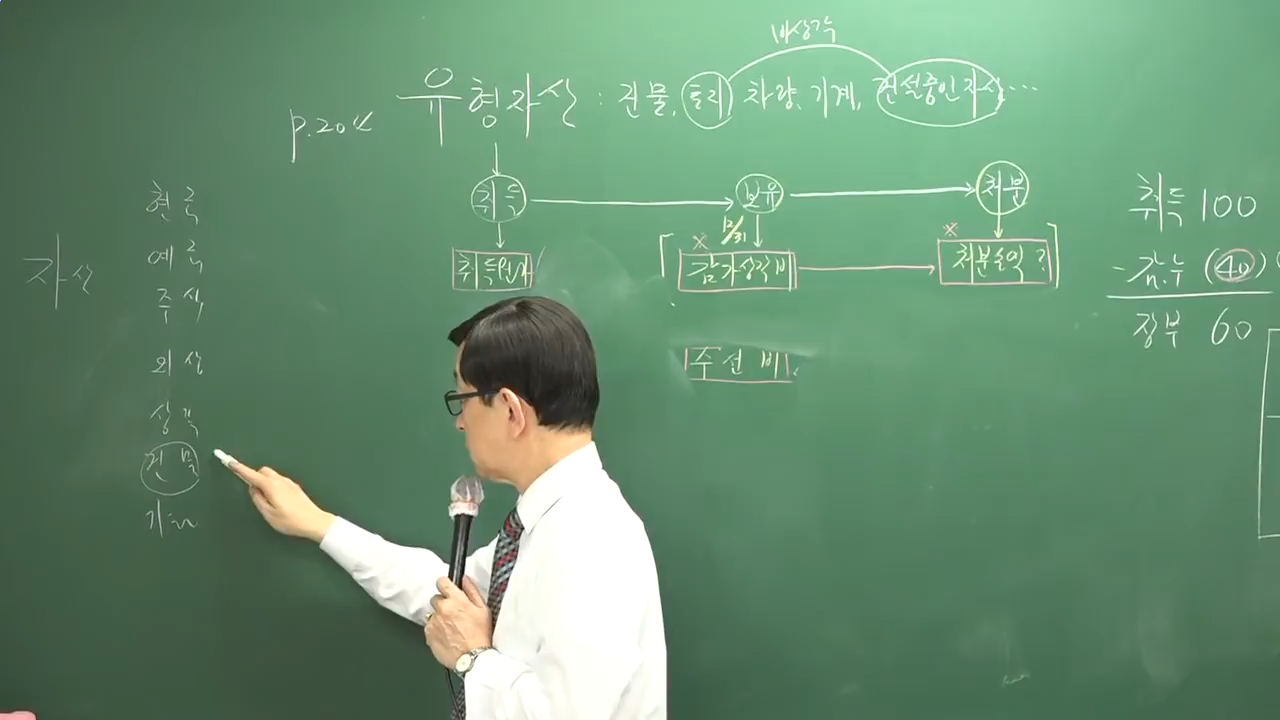 비상각
유형자산 : 건물, 토지, 차량, 기계, 건설중인자산 ...
p.204
취득 → 보유 → 처분
12/31
취득원가
감가상각비 → 처분손익 ?
수선비
자산
현금
예금
주식
외상
상품
건물
취득 100
- 감.누 (40)
장부 60